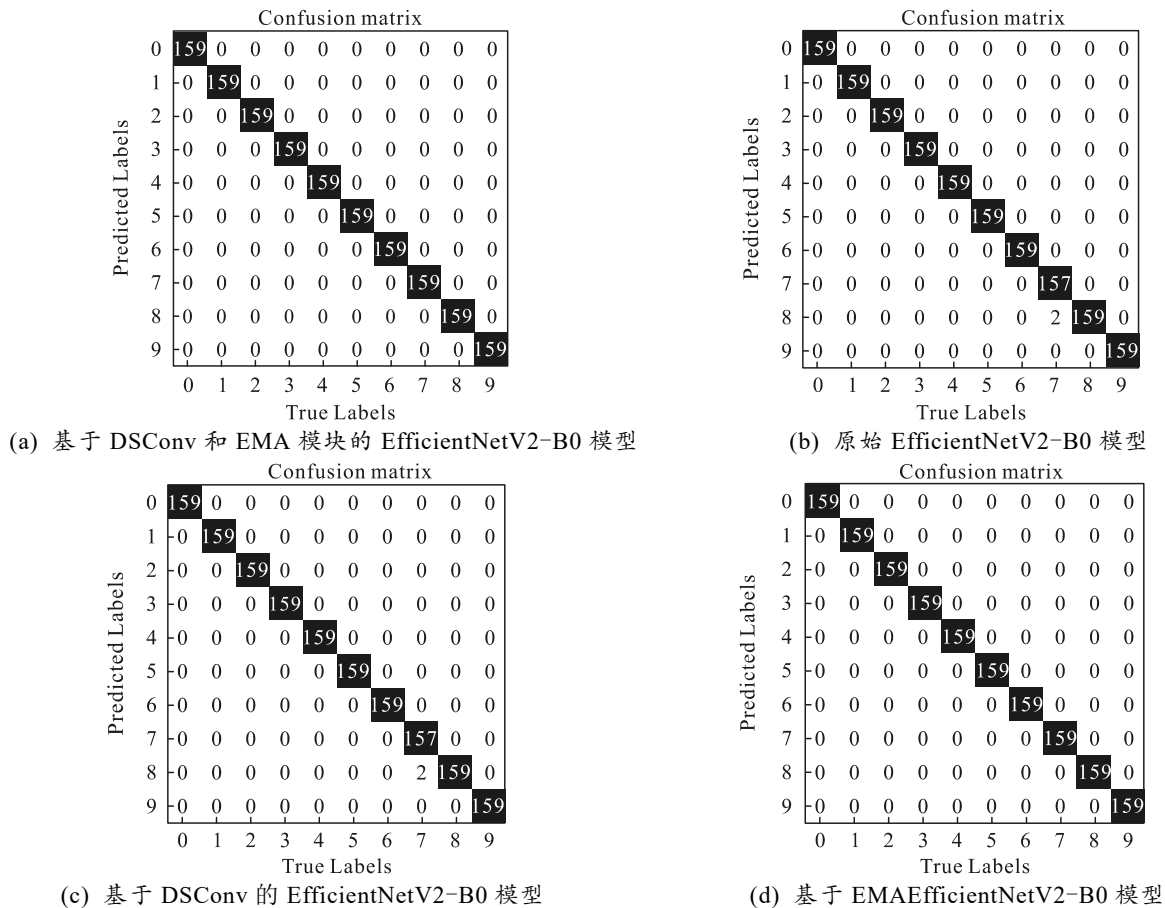 Confusion matrix
0 159 0 0 0 0 0 0 0 0 0
1 0 159 0 0 0 0 0 0 0 0
2 0 0 159 0 0 0 0 0 0 0
3 0 0 0 159 0 0 0 0 0 0
4 0 0 0 0 159 0 0 0 0 0
5 0 0 0 0 0 159 0 0 0 0
6 0 0 0 0 0 0 159 0 0 0
7 0 0 0 0 0 0 0 159 0 0
8 0 0 0 0 0 0 0 0 159 0
9 0 0 0 0 0 0 0 0 0 159
0 1 2 3 4 5 6 7 8 9
Predicted Labels
True Labels
(a) 基于 DSConv 和 EMA 模块的 EfficientNetV2-B0 模型
Confusion matrix
0 159 0 0 0 0 0 0 0 0 0
1 0 159 0 0 0 0 0 0 0 0
2 0 0 159 0 0 0 0 0 0 0
3 0 0 0 159 0 0 0 0 0 0
4 0 0 0 0 159 0 0 0 0 0
5 0 0 0 0 0 159 0 0 0 0
6 0 0 0 0 0 0 159 0 0 0
7 0 0 0 0 0 0 0 157 0 0
8 0 0 0 0 0 0 0 2 159 0
9 0 0 0 0 0 0 0 0 0 159
0 1 2 3 4 5 6 7 8 9
Predicted Labels
True Labels
(b) 原始 EfficientNetV2-B0 模型
Confusion matrix
0 159 0 0 0 0 0 0 0 0 0
1 0 159 0 0 0 0 0 0 0 0
2 0 0 159 0 0 0 0 0 0 0
3 0 0 0 159 0 0 0 0 0 0
4 0 0 0 0 159 0 0 0 0 0
5 0 0 0 0 0 159 0 0 0 0
6 0 0 0 0 0 0 159 0 0 0
7 0 0 0 0 0 0 0 157 0 0
8 0 0 0 0 0 0 0 2 159 0
9 0 0 0 0 0 0 0 0 0 159
0 1 2 3 4 5 6 7 8 9
Predicted Labels
True Labels
(c) 基于 DSConv 的 EfficientNetV2-B0 模型
Confusion matrix
0 159 0 0 0 0 0 0 0 0 0
1 0 159 0 0 0 0 0 0 0 0
2 0 0 159 0 0 0 0 0 0 0
3 0 0 0 159 0 0 0 0 0 0
4 0 0 0 0 159 0 0 0 0 0
5 0 0 0 0 0 159 0 0 0 0
6 0 0 0 0 0 0 159 0 0 0
7 0 0 0 0 0 0 0 159 0 0
8 0 0 0 0 0 0 0 0 159 0
9 0 0 0 0 0 0 0 0 0 159
0 1 2 3 4 5 6 7 8 9
Predicted Labels
True Labels
(d) 基于 EMAEfficientNetV2-B0 模型